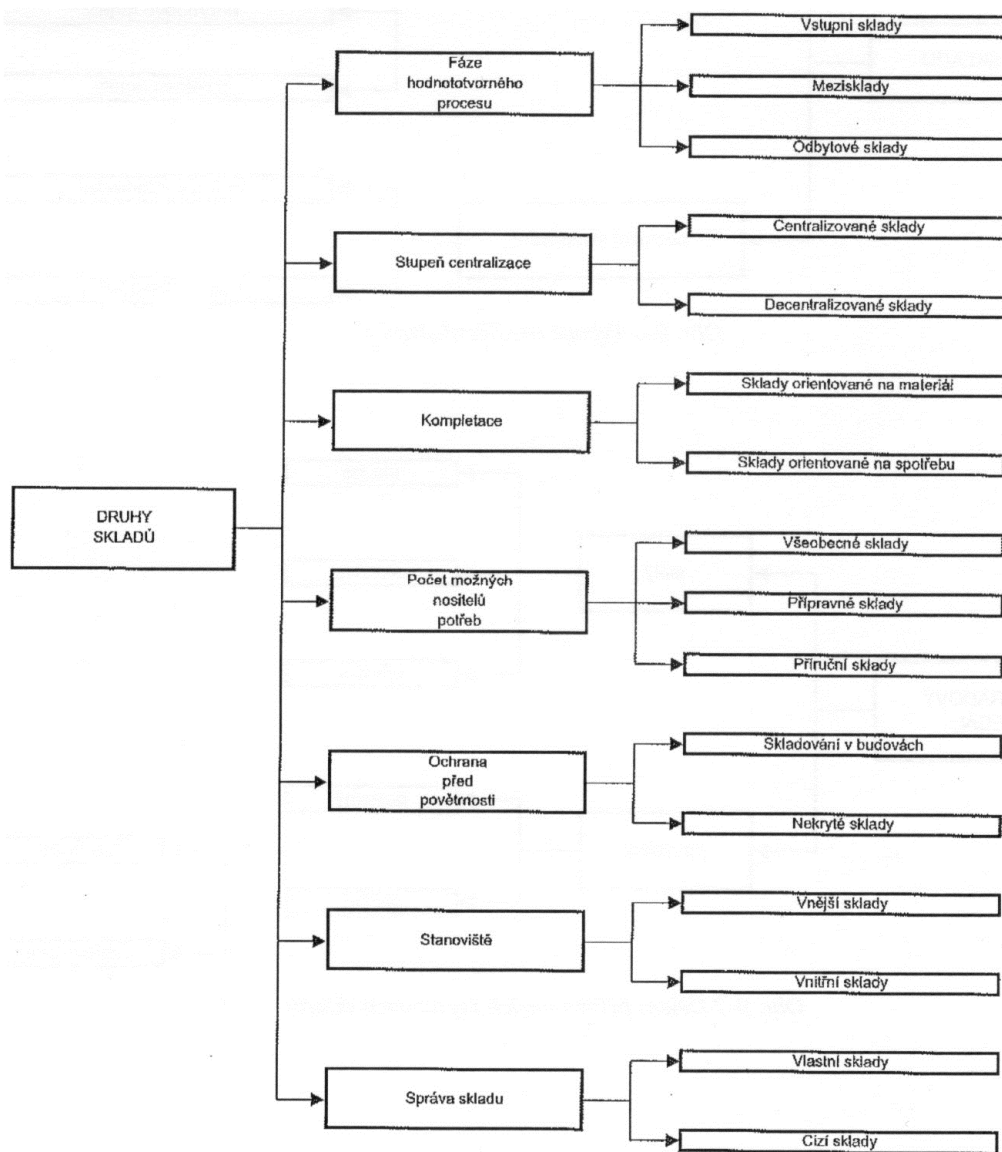 Vstupní sklady
Fáze
hodnototvorného
procesu
Mezisklady
Odbytové sklady
Centralizované sklady
Stupeň centralizace
Decentralizované sklady
Sklady orientované na materiál
Kompletace
Sklady orientované na spotřebu
DRUHY
SKLADŮ
Všeobecné sklady
Počet možných
nositelů
potřeb
Přípravné sklady
Příruční sklady
Skladování v budovách
Ochrana
před
povětrností
Nekryté sklady
Vnější sklady
Stanoviště
Vnitřní sklady
Vlastní sklady
Správa skladu
Cizí sklady